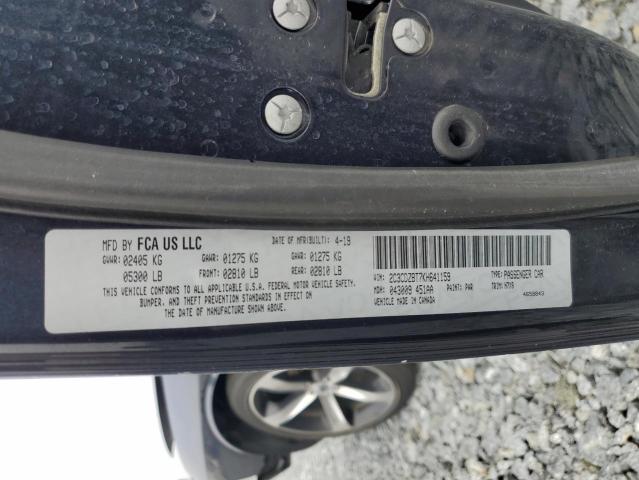 MFD BY FCA US LLC
DATE OF MFR(BUILT): 4-19
GVWR: 02405 KG
GAWR: 01275 KG
GAWR: 01275 KG
05300 LB
FRONT: 02810 LB
REAR: 02810 LB
THIS VEHICLE CONFORMS TO ALL APPLICABLE U.S.A. FEDERAL MOTOR VEHICLE SAFETY,
BUMPER, AND THEFT PREVENTION STANDARDS IN EFFECT ON
THE DATE OF MANUFACTURE SHOWN ABOVE.
VIN: 2C3CDZBT7KH641159
TYPE: PASSENGER CAR
MDH: 043009 451AA
PAINT: PAR
TRIM: H7X9
MADE IN CANADA